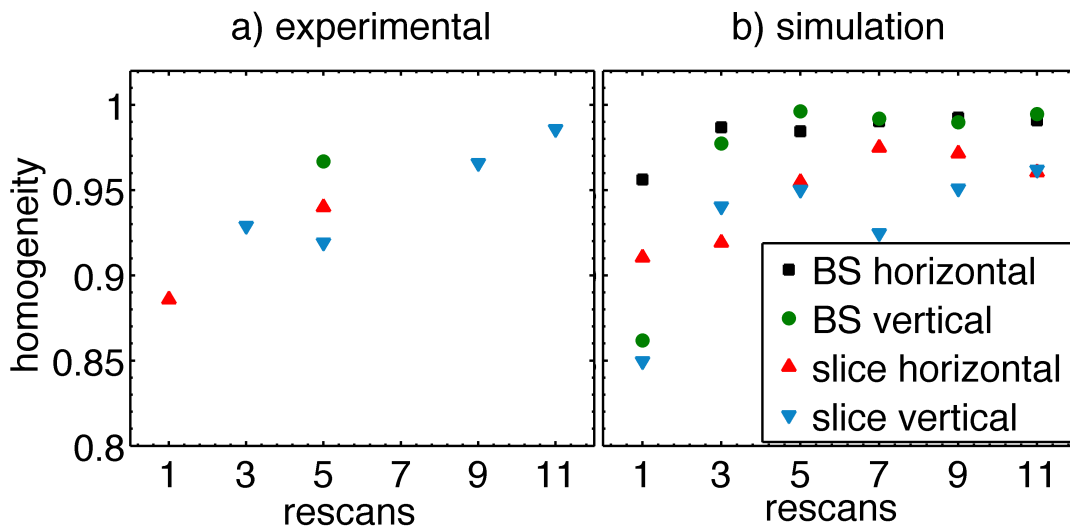 a) experimental
b) simulation
homogeneity
1
0.95
0.9
0.85
0.8
1 3 5 7 9 11
1 3 5 7 9 11
rescans
rescans
BS horizontal
BS vertical
slice horizontal
slice vertical